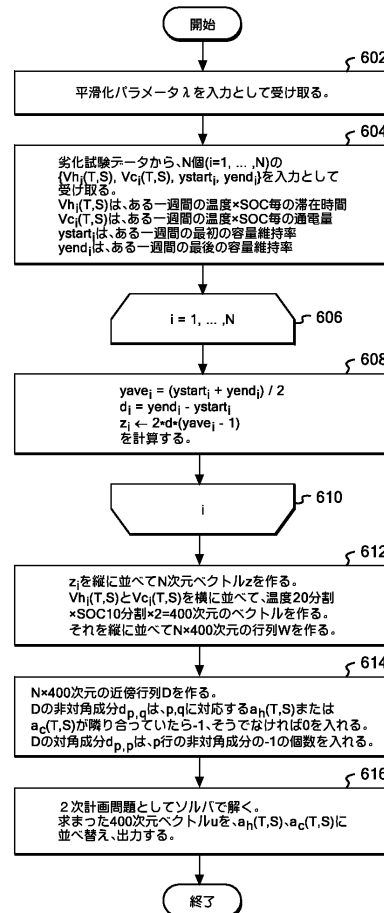 開始
602
平滑化パラメータλを入力として受け取る。
604
劣化試験データから、N個(i=1, ... ,N)の
{Vhi(T,S), Vci(T,S), ystarti, yendi}を入力として
受け取る。
Vhi(T,S)は、ある一週間の温度×SOC毎の滞在時間
Vci(T,S)は、ある一週間の温度×SOC毎の通電量
ystartiは、ある一週間の最初の容量維持率
yendiは、ある一週間の最後の容量維持率
i = 1, ... ,N
606
608
yavei = (ystarti + yendi) / 2
di = yendi - ystarti
zi ← 2*d*(yavei - 1)
を計算する。
610
i
612
ziを縦に並べてN次元ベクトルzを作る。
Vhi(T,S)とVci(T,S)を横に並べて、温度20分割
×SOC10分割×2=400次元のベクトルを作る。
それを縦に並べてN×400次元の行列Wを作る。
614
N×400次元の近傍行列Dを作る。
Dの非対角成分dp,qは、p,qに対応するah(T,S)または
ac(T,S)が隣り合っていたら-1、そうでなければ0を入れる。
Dの対角成分dp,pは、p行の非対角成分の-1の個数を入れる。
616
２次計画問題としてソルバで解く。
求まった400次元ベクトルuを、ah(T,S)、ac(T,S)に
並べ替え、出力する。
終了